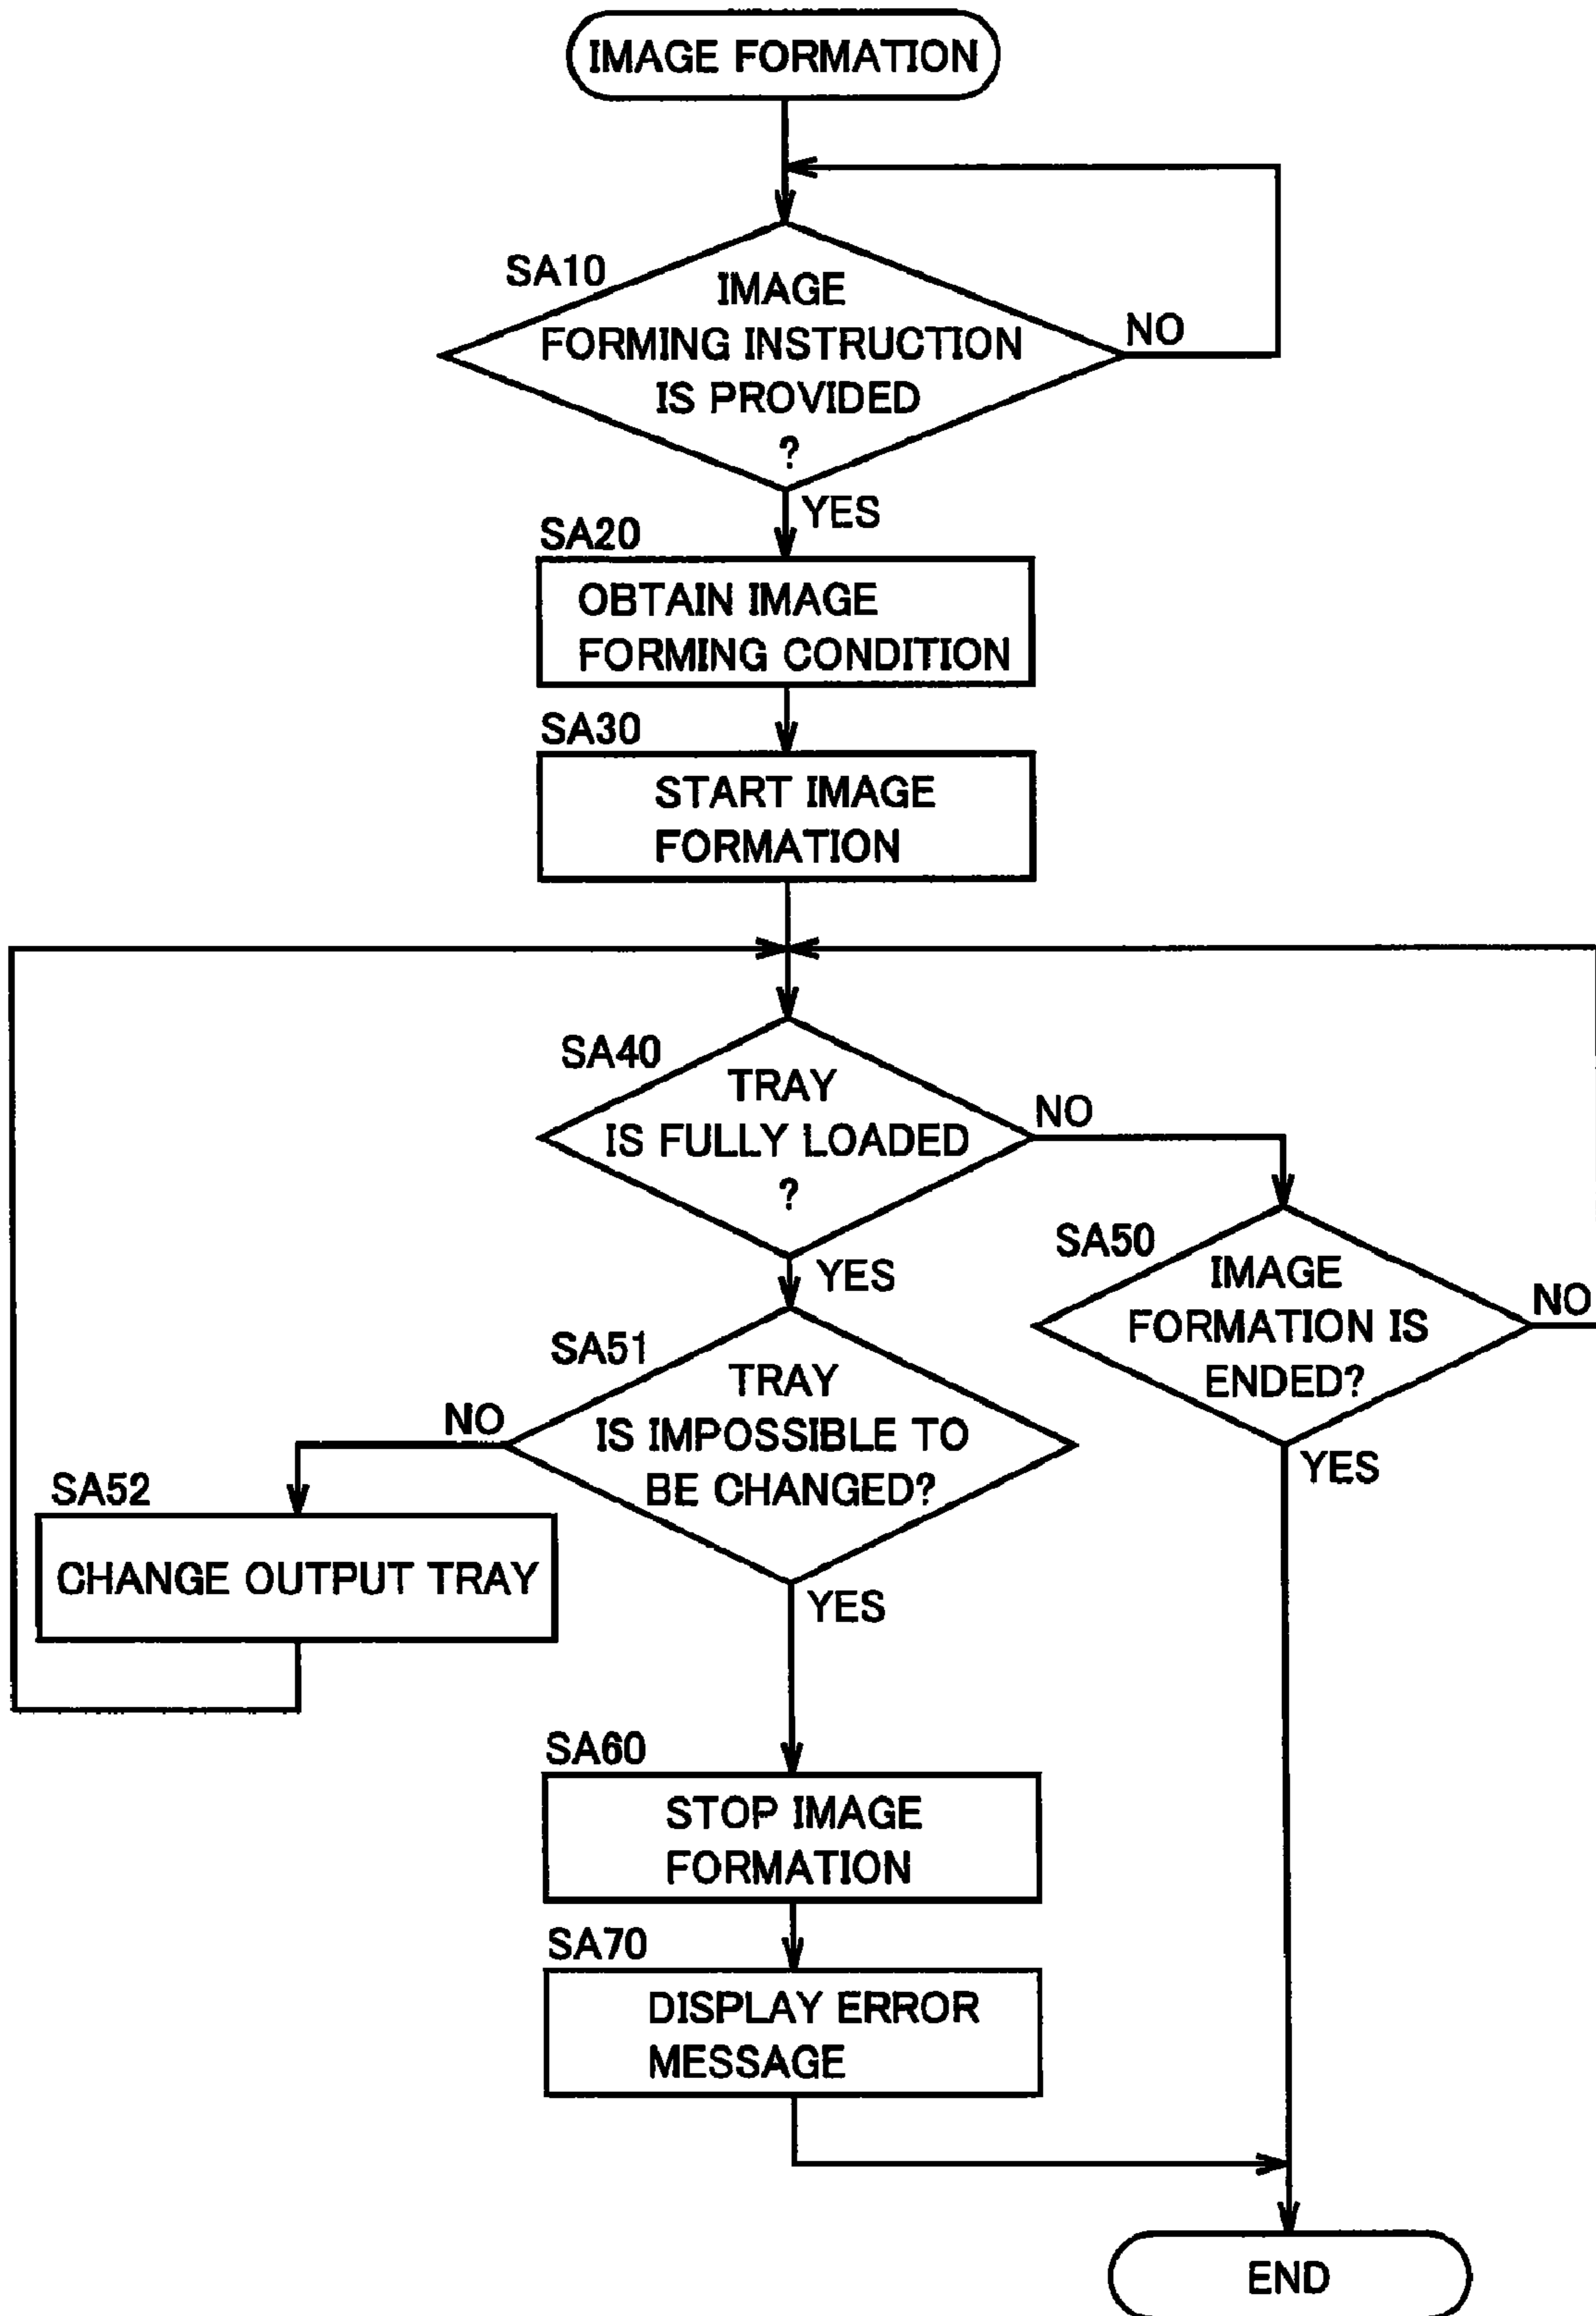 IMAGE FORMATION
SA10
IMAGE
FORMING INSTRUCTION
IS PROVIDED
?
NO
YES
SA20
OBTAIN IMAGE
FORMING CONDITION
SA30
START IMAGE
FORMATION
SA40
TRAY
IS FULLY LOADED
?
NO
YES
SA50
IMAGE
FORMATION IS
ENDED?
NO
YES
SA51
TRAY
IS IMPOSSIBLE TO
BE CHANGED?
NO
YES
SA52
CHANGE OUTPUT TRAY
SA60
STOP IMAGE
FORMATION
SA70
DISPLAY ERROR
MESSAGE
END